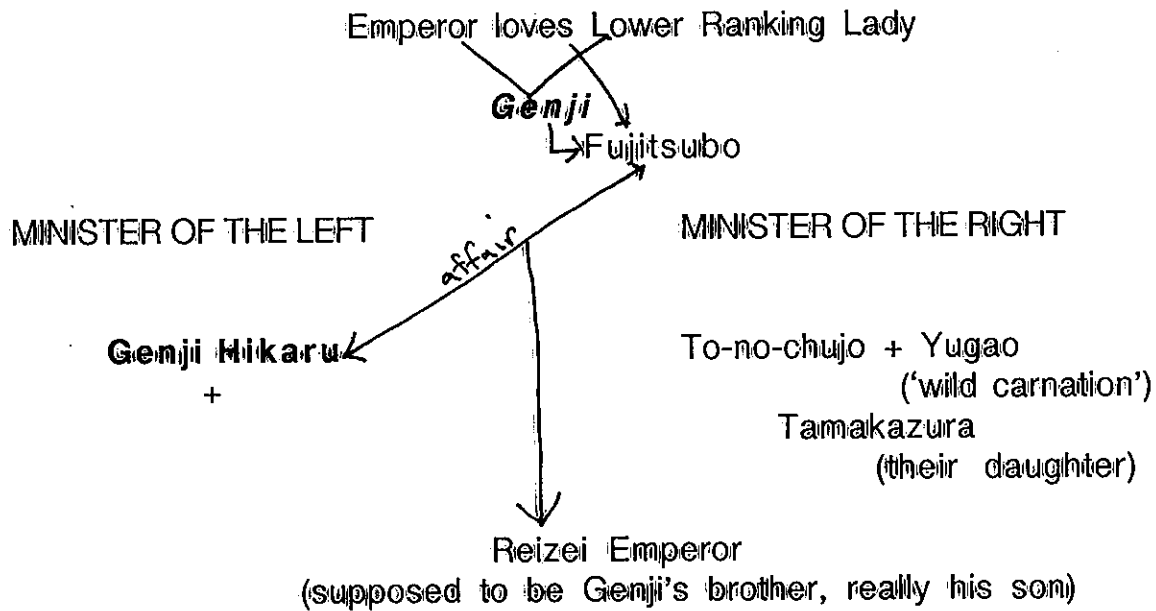 Emperor loves Lower Ranking Lady
Genji
Fujitsubo
MINISTER OF THE LEFT
MINISTER OF THE RIGHT
affair
Genji Hikaru
+
To-no-chujo + Yugao
('wild carnation')
Tamakazura
(their daughter)
Reizei Emperor
(supposed to be Genji's brother, really his son)